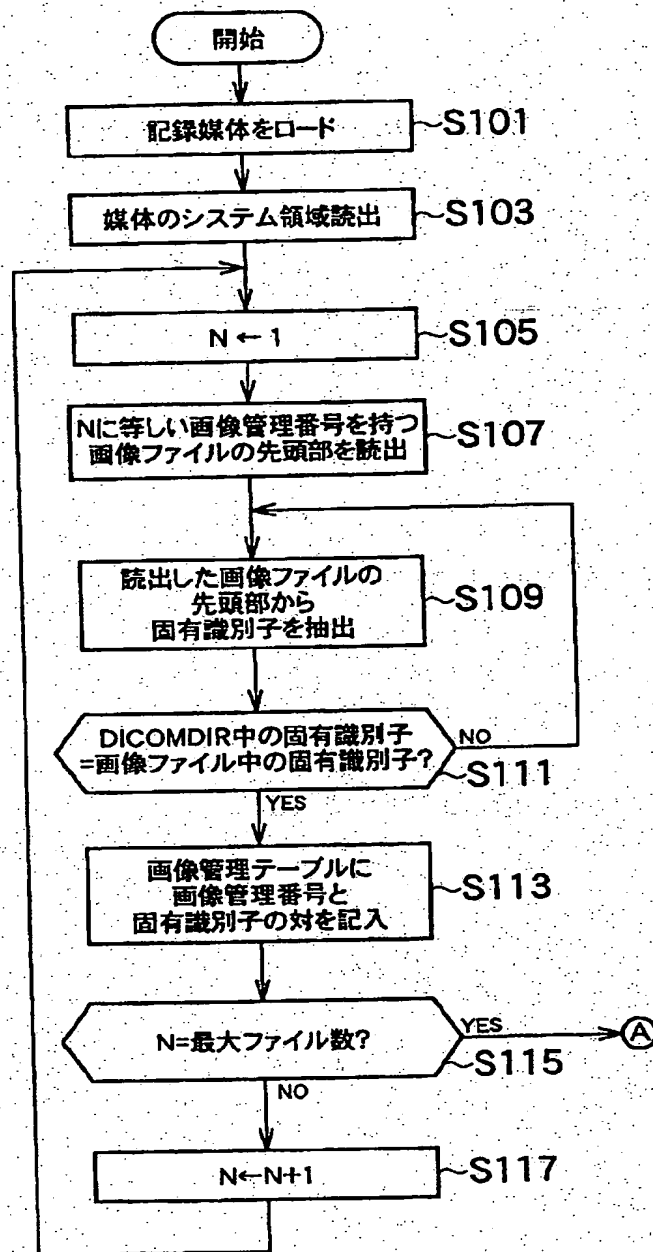 開始
記録媒体をロード
~S101
媒体のシステム領域読出
~S103
N←1
~S105
Nに等しい画像管理番号を持つ
画像ファイルの先頭部を読出
~S107
読出した画像ファイルの
先頭部から
固有識別子を抽出
~S109
DICOMDIR中の固有識別子
=画像ファイル中の固有識別子?
NO
~S111
YES
画像管理テーブルに
画像管理番号と
固有識別子の対を記入
~S113
N=最大ファイル数?
YES
A
~S115
NO
N←N+1
~S117